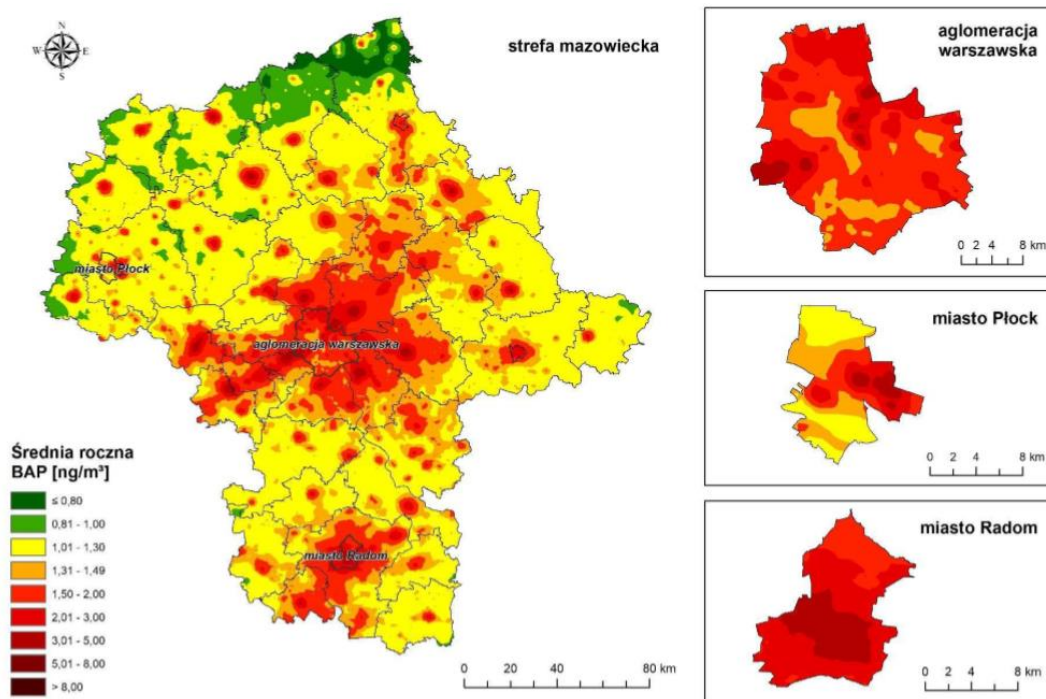 N
W E
S
strefa mazowiecka
miasto Płock
aglomeracja warszawska
miasto Radom
Średnia roczna
BAP [ng/m³]
≤ 0,80
0,81 - 1,00
1,01 - 1,30
1,31 - 1,49
1,50 - 2,00
2,01 - 3,00
3,01 - 5,00
5,01 - 8,00
> 8,00
0 20 40 80 km
aglomeracja
warszawska
0 2 4 8 km
miasto Płock
0 2 4 8 km
miasto Radom
0 2 4 8 km